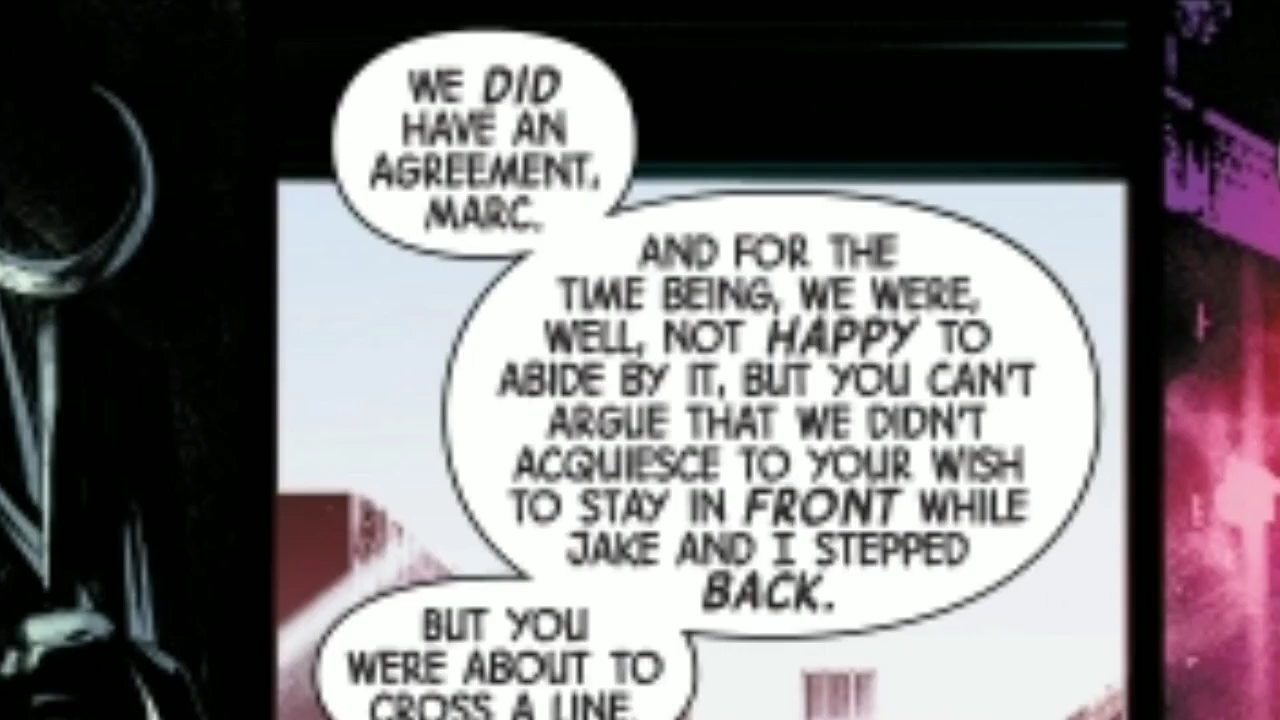 WE DID
HAVE AN
AGREEMENT,
MARC.
AND FOR THE
TIME BEING, WE WERE,
WELL, NOT HAPPY TO
ABIDE BY IT, BUT YOU CAN'T
ARGUE THAT WE DIDN'T
ACQUIESCE TO YOUR WISH
TO STAY IN FRONT WHILE
JAKE AND I STEPPED
BACK.
BUT YOU
WERE ABOUT TO
CROSS A LINE.